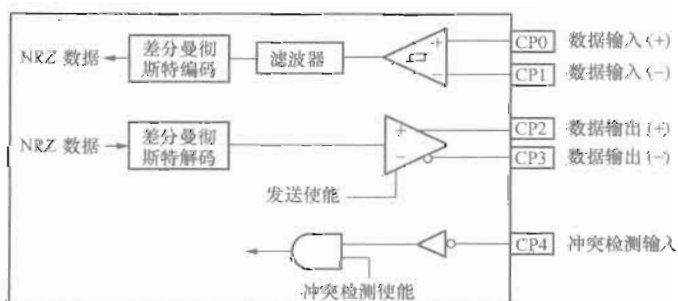 NRZ 数据
差分曼彻
斯特编码
滤波器
+
−
CP0 数据输入(+)
CP1 数据输入(−)
NRZ 数据
差分曼彻
斯特解码
+
−
CP2 数据输出(+)
CP3 数据输出(−)
发送使能
CP4 冲突检测输入
冲突检测使能